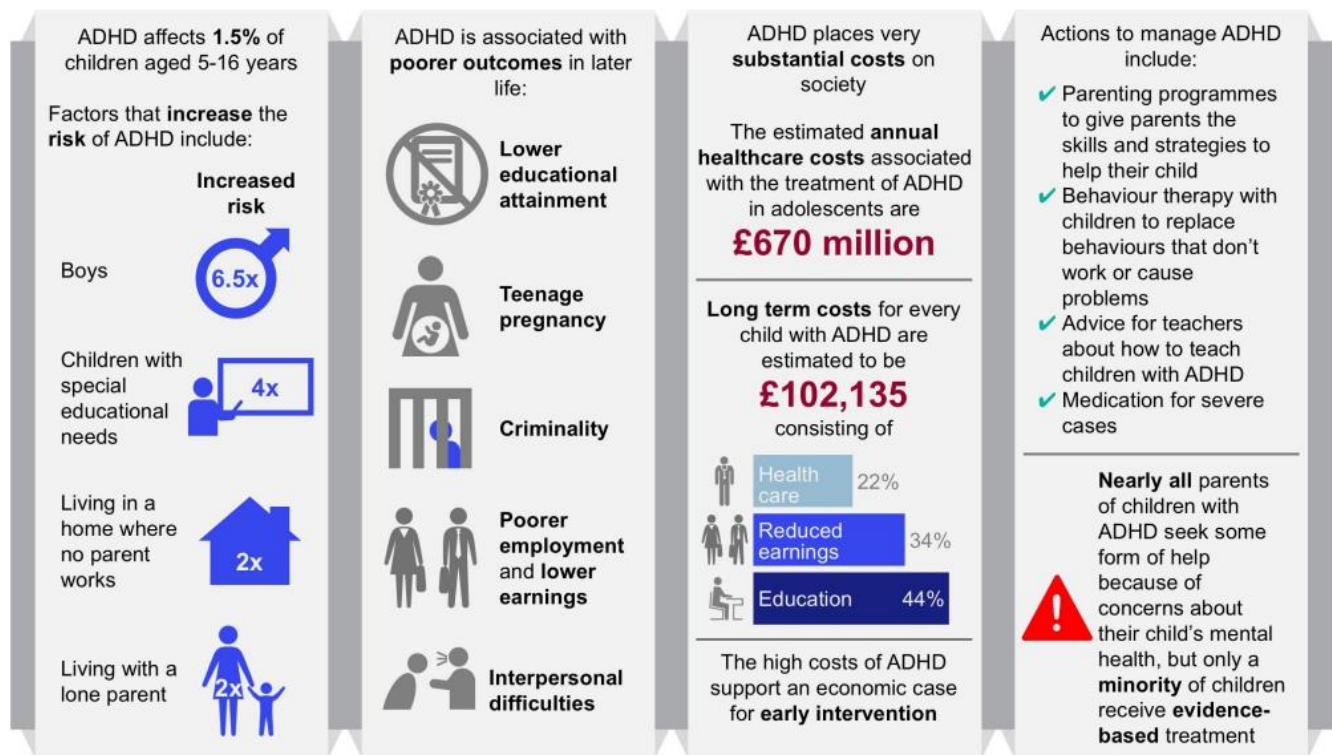 ADHD affects 1.5% of
children aged 5-16 years
Factors that increase the
risk of ADHD include:
Increased
risk
Boys
6.5x
Children with
special
educational
needs
4x
Living in a
home where
no parent
works
2x
Living with a
lone parent
2x
ADHD is associated with
poorer outcomes in later
life:
Lower
educational
attainment
Teenage
pregnancy
Criminality
Poorer
employment
and lower
earnings
Interpersonal
difficulties
ADHD places very
substantial costs on
society
The estimated annual
healthcare costs associated
with the treatment of ADHD
in adolescents are
£670 million
Long term costs for every
child with ADHD are
estimated to be
£102,135
consisting of
Health
care
22%
Reduced
earnings
34%
Education 44%
The high costs of ADHD
support an economic case
for early intervention
Actions to manage ADHD
include:
✔ Parenting programmes
to give parents the
skills and strategies to
help their child
✔ Behaviour therapy with
children to replace
behaviours that don't
work or cause
problems
✔ Advice for teachers
about how to teach
children with ADHD
✔ Medication for severe
cases
Nearly all parents
of children with
ADHD seek some
form of help
because of
concerns about
their child's mental
health, but only a
minority of children
receive evidence-
based treatment